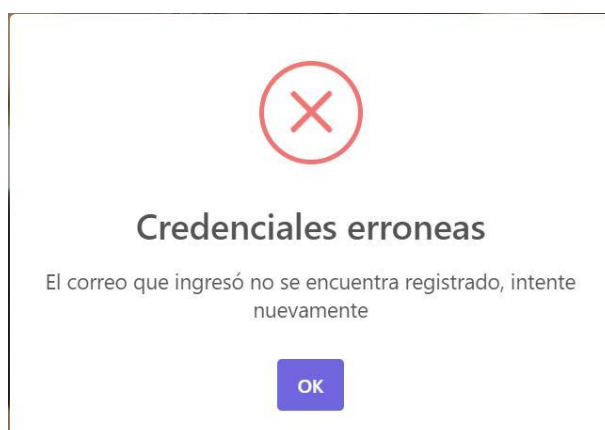 Credenciales erroneas
El correo que ingresó no se encuentra registrado, intente
nuevamente
OK